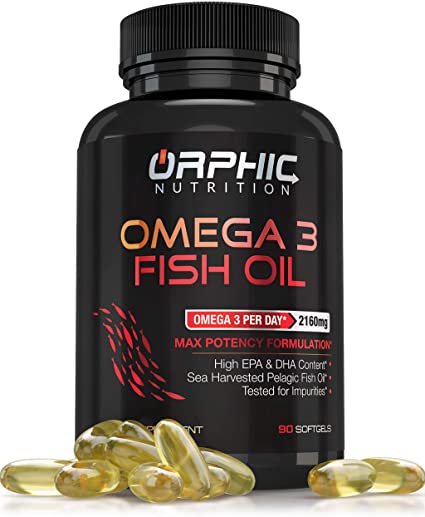 ORPHIC
NUTRITION
OMEGA 3
FISH OIL
OMEGA 3 PER DAY* 2160mg
MAX POTENCY FORMULATION*
High EPA & DHA Content*
Sea Harvested Pelagic Fish Oil*
Tested for Impurities*
90 SOFTGELS